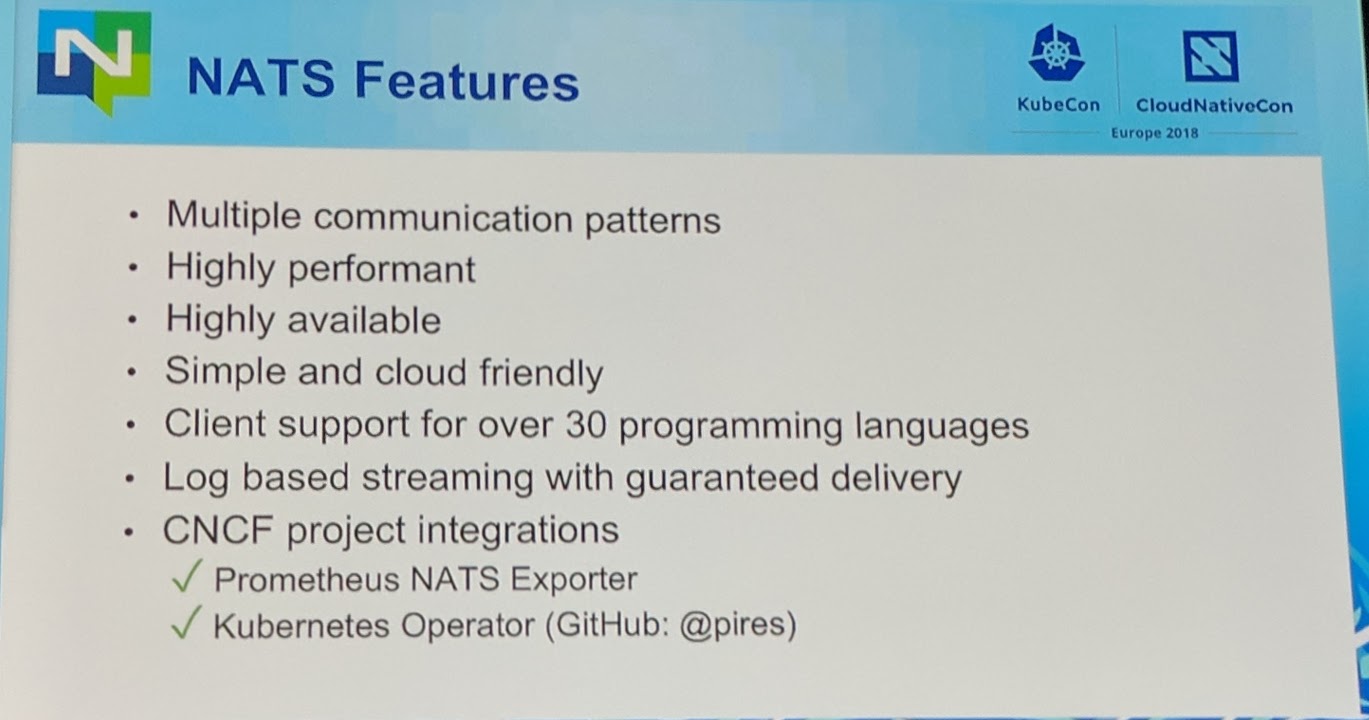 N
NATS Features
KubeCon
CloudNativeCon
Europe 2018
• Multiple communication patterns
• Highly performant
• Highly available
• Simple and cloud friendly
• Client support for over 30 programming languages
• Log based streaming with guaranteed delivery
• CNCF project integrations
✓ Prometheus NATS Exporter
✓ Kubernetes Operator (GitHub: @pires)